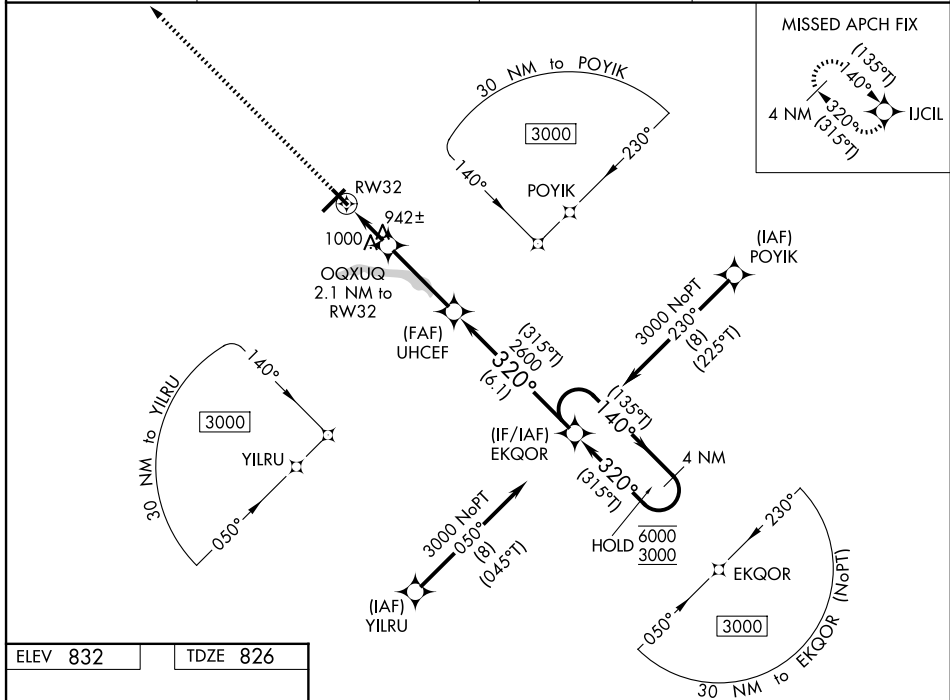 MISSED APCH FIX
(135°T)
140°
4 NM
320°
(315°T)
IJCIL
30 NM to POYIK
3000
140°
230°
POYIK
RW32
942±
1000
OQXUQ
2.1 NM to
RW32
(FAF)
UHCEF
(IAF)
POYIK
3000 NoPT
230°
(8)
(225°T)
(315°T)
2600
320°
(6.1)
30 NM to YILRU
140°
3000
YILRU
050°
(IF/IAF)
EKQOR
(135°T)
140°
320°
(315°T)
4 NM
HOLD
6000
3000
3000 NoPT
050°
(8)
(045°T)
(IAF)
YILRU
230°
EKQOR
050°
3000
30 NM to EKQOR (NoPT)
ELEV 832
TDZE 826